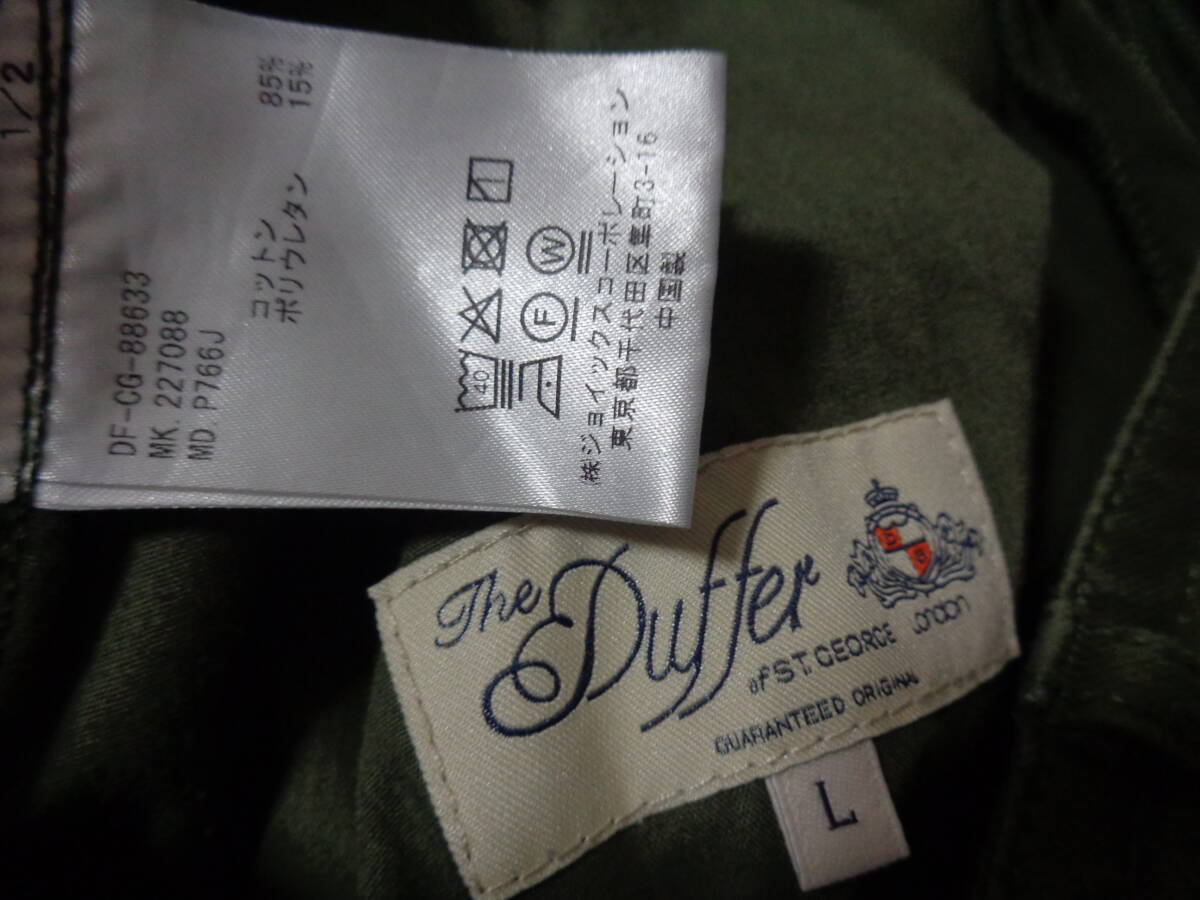 1/2
DF-CG-88633
MK. 227088
MD. P766J
コットン 85%
ポリウレタン 15%
40
F
W
㈱ジョイックスコーポレーション
東京都千代田区隼町3-16
中国製
The Duffer
of ST. GEORGE LONDON
GUARANTEED ORIGINAL
L